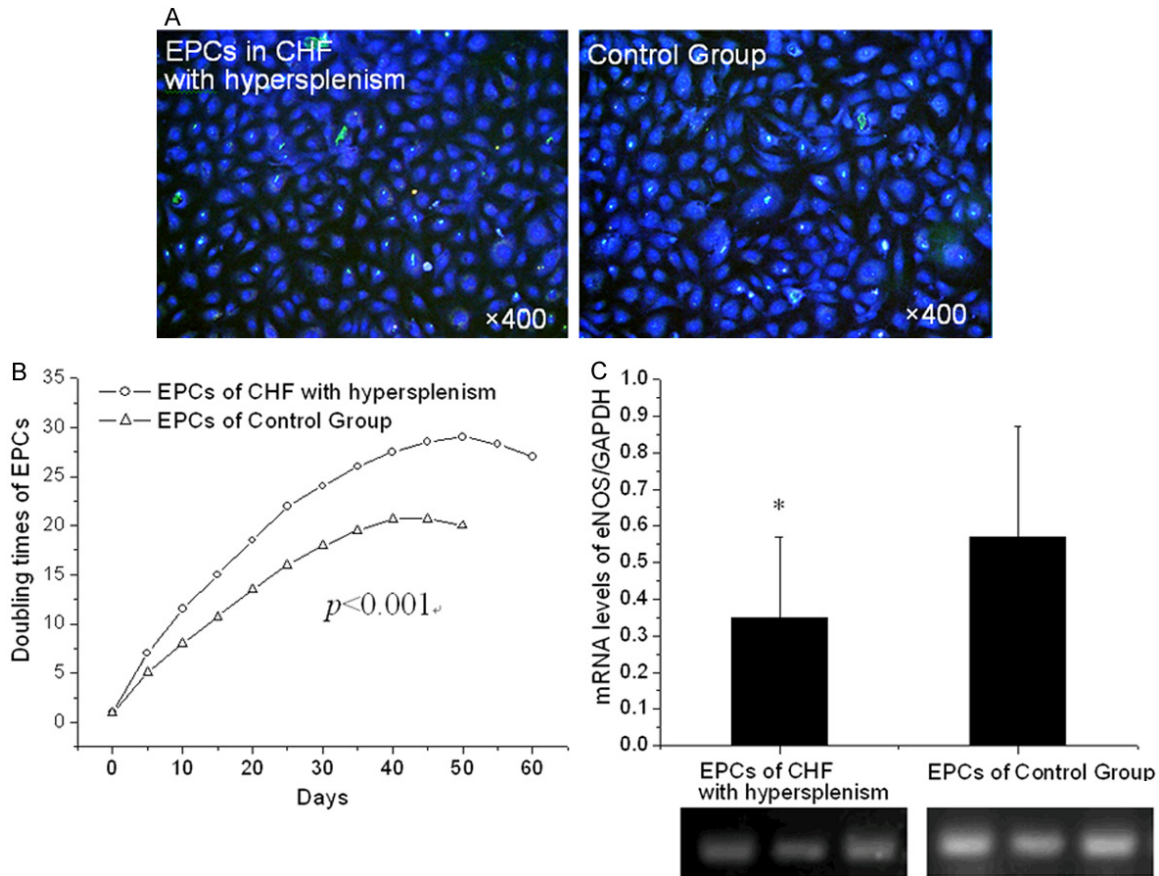 A
EPCs in CHF
with hypersplenism
×400
Control Group
×400
B
35
30
25
20
15
10
5
0
Doubling times of EPCs
EPCs of CHF with hypersplenism
EPCs of Control Group
p<0.001
0 10 20 30 40 50 60
Days
C
1.0
0.9
0.8
0.7
0.6
0.5
0.4
0.3
0.2
0.1
0.0
mRNA levels of eNOS/GAPDH
*
EPCs of CHF
with hypersplenism
EPCs of Control Group